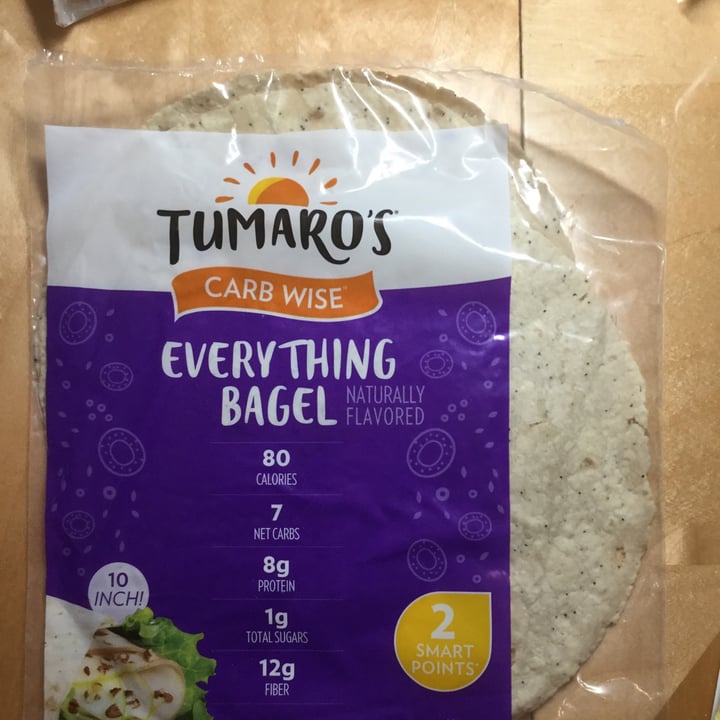 TUMARO'S
CARB WISE™
EVERYTHING
BAGEL NATURALLY
FLAVORED
80
CALORIES
7
NET CARBS
8g
PROTEIN
1g
TOTAL SUGARS
12g
FIBER
10
INCH!
2
SMART
POINTS*